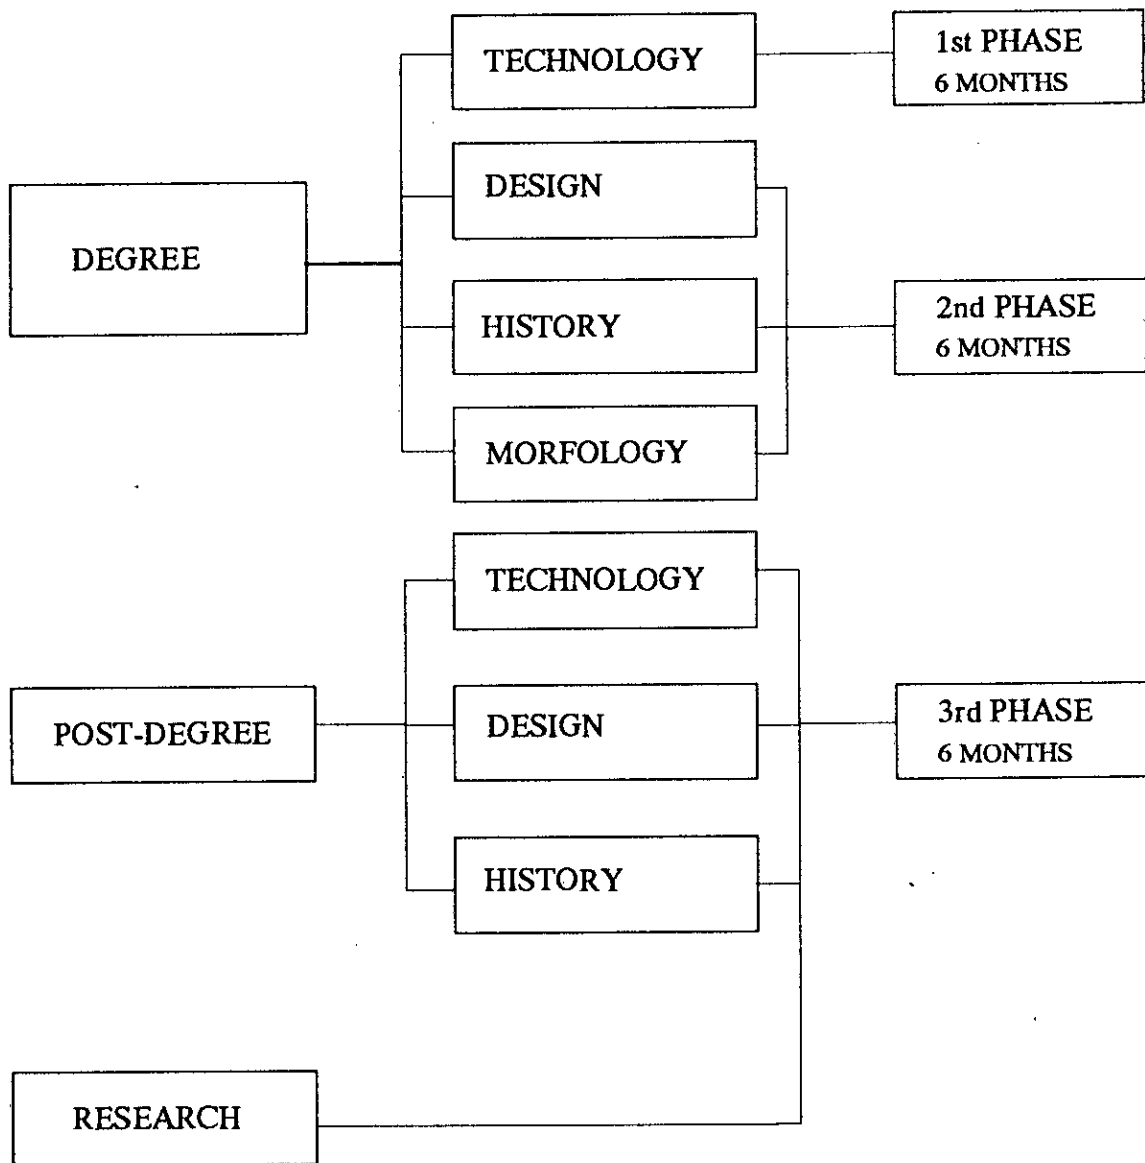 TECHNOLOGY
1st PHASE
6 MONTHS
DESIGN
DEGREE
HISTORY
2nd PHASE
6 MONTHS
MORFOLOGY
TECHNOLOGY
POST-DEGREE
DESIGN
3rd PHASE
6 MONTHS
HISTORY
RESEARCH